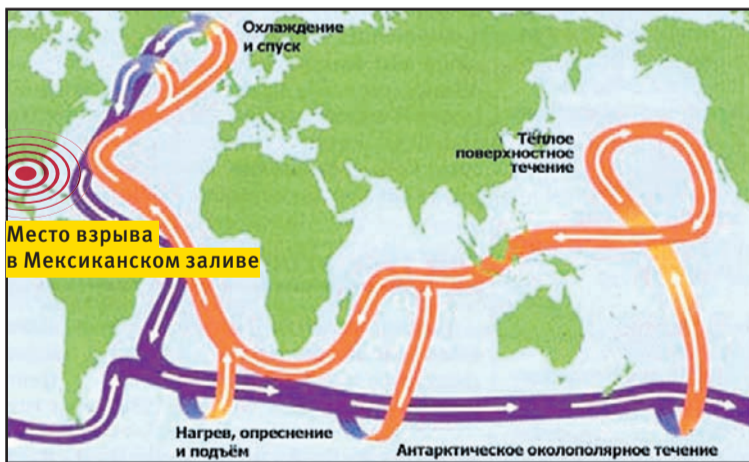 Охлаждение
и спуск
Тёплое
поверхностное
течение
Место взрыва
в Мексиканском заливе
Нагрев, опреснение
и подъём
Антарктическое околополярное течение